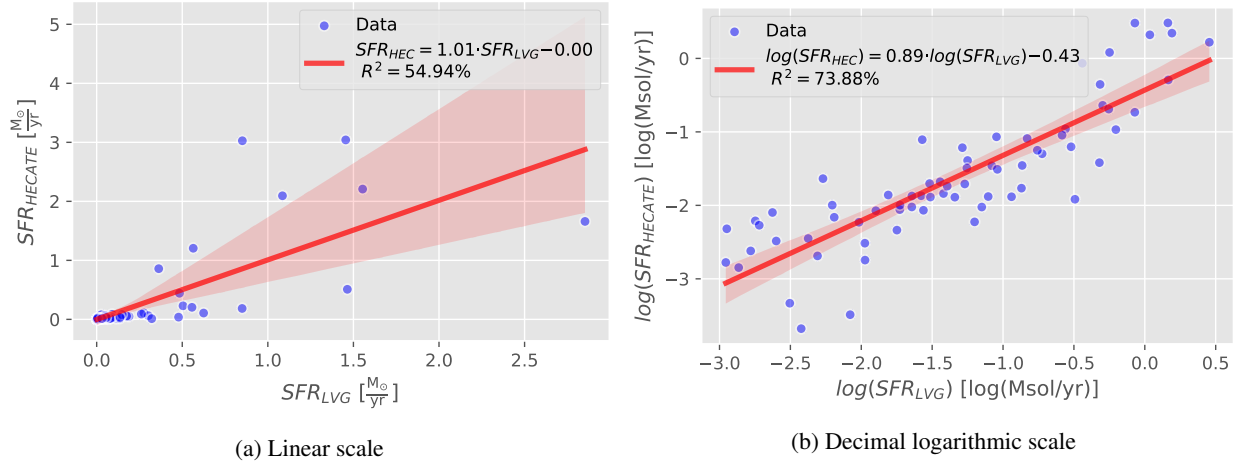 5
4
3
2
1
0
SFR_HECATE [M⊙/yr]
Data
SFR_HEC = 1.01·SFR_LVG−0.00
R² = 54.94%
0.0 0.5 1.0 1.5 2.0 2.5
SFR_LVG [M⊙/yr]
(a) Linear scale
0
−1
−2
−3
log(SFR_HECATE) [log(Msol/yr)]
Data
log(SFR_HEC) = 0.89·log(SFR_LVG)−0.43
R² = 73.88%
−3.0 −2.5 −2.0 −1.5 −1.0 −0.5 0.0 0.5
log(SFR_LVG) [log(Msol/yr)]
(b) Decimal logarithmic scale